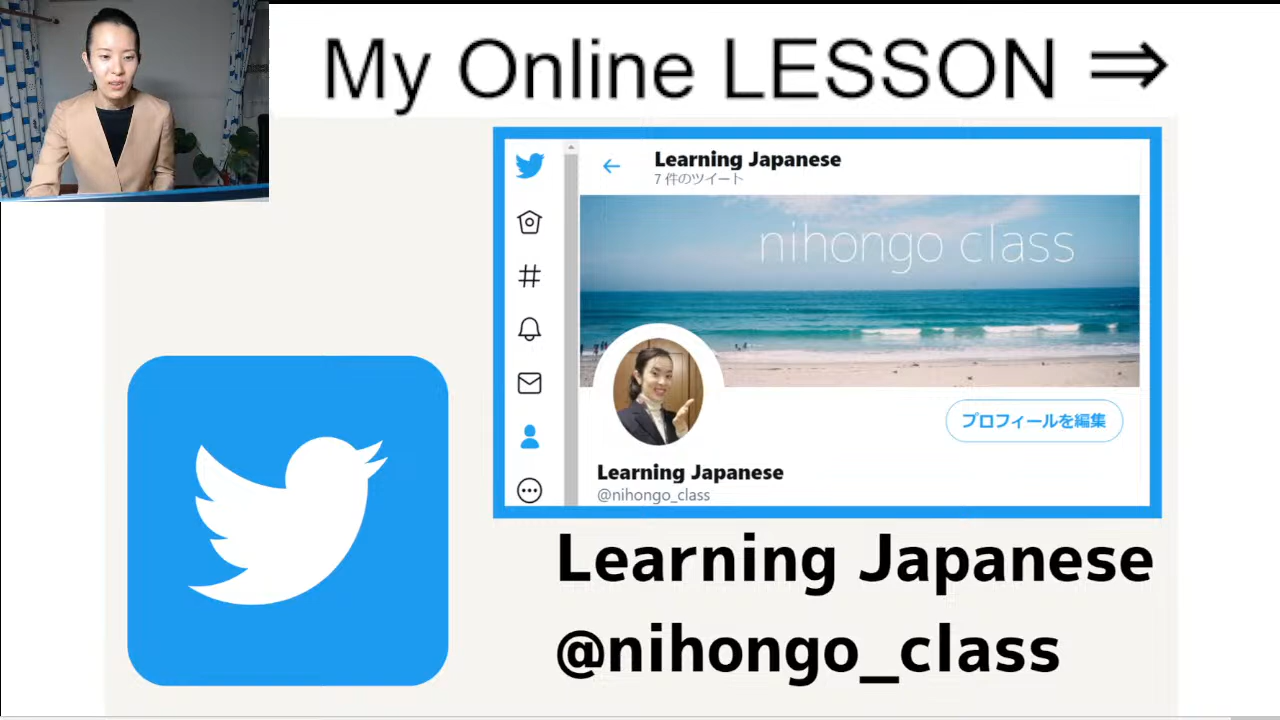 My Online LESSON ⇒
Learning Japanese
7 件のツイート
nihongo class
プロフィールを編集
Learning Japanese
@nihongo_class
Learning Japanese
@nihongo_class